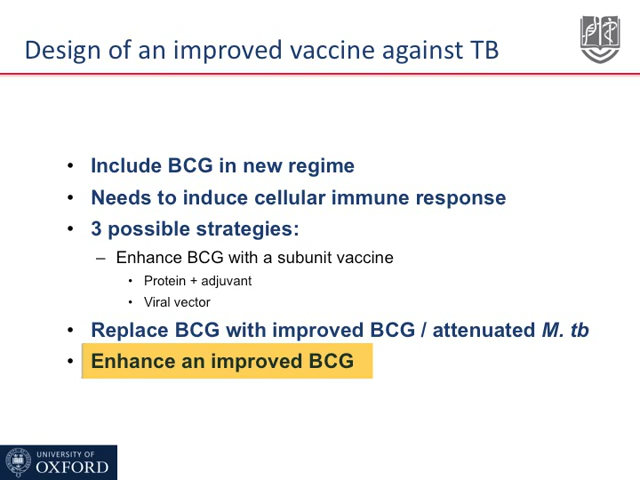 Design of an improved vaccine against TB
• Include BCG in new regime
• Needs to induce cellular immune response
• 3 possible strategies:
– Enhance BCG with a subunit vaccine
• Protein + adjuvant
• Viral vector
• Replace BCG with improved BCG / attenuated M. tb
• Enhance an improved BCG
UNIVERSITY OF
OXFORD